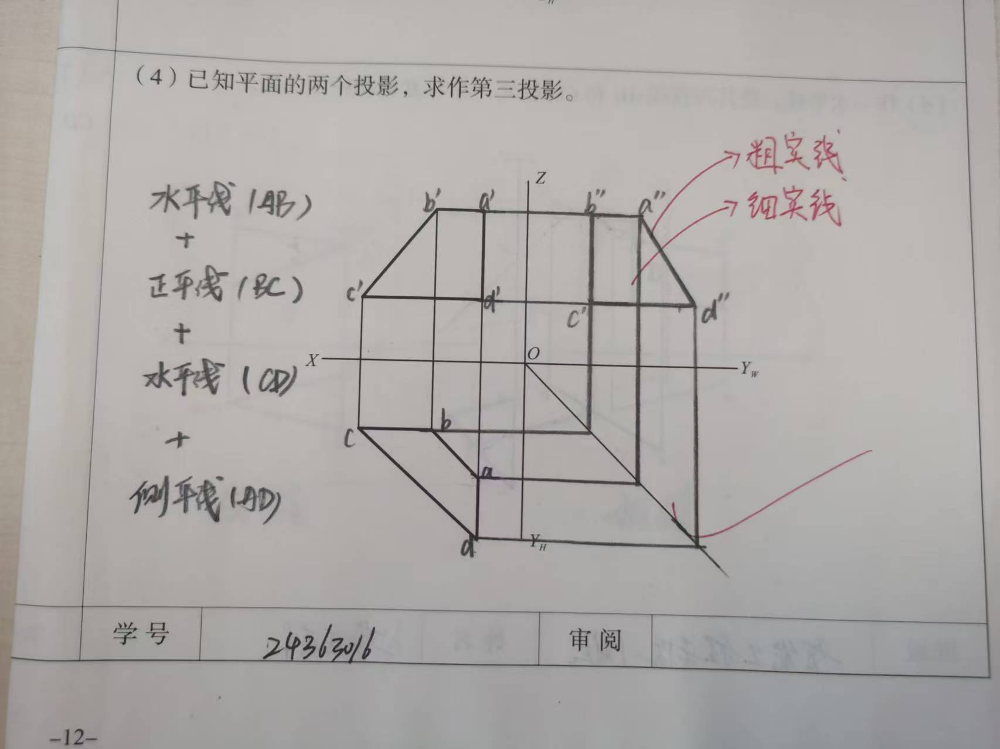 (4)已知平面的两个投影，求作第三投影。
粗实线
细实线
Z
水平线(AB)
b' a' b'' a''
+
正平线(BC)
c' d' c' d''
+
X O Y_W
水平线(CD)
b
c
+
a
侧平线(AD)
d Y_H
学号 24363016 审阅
-12-